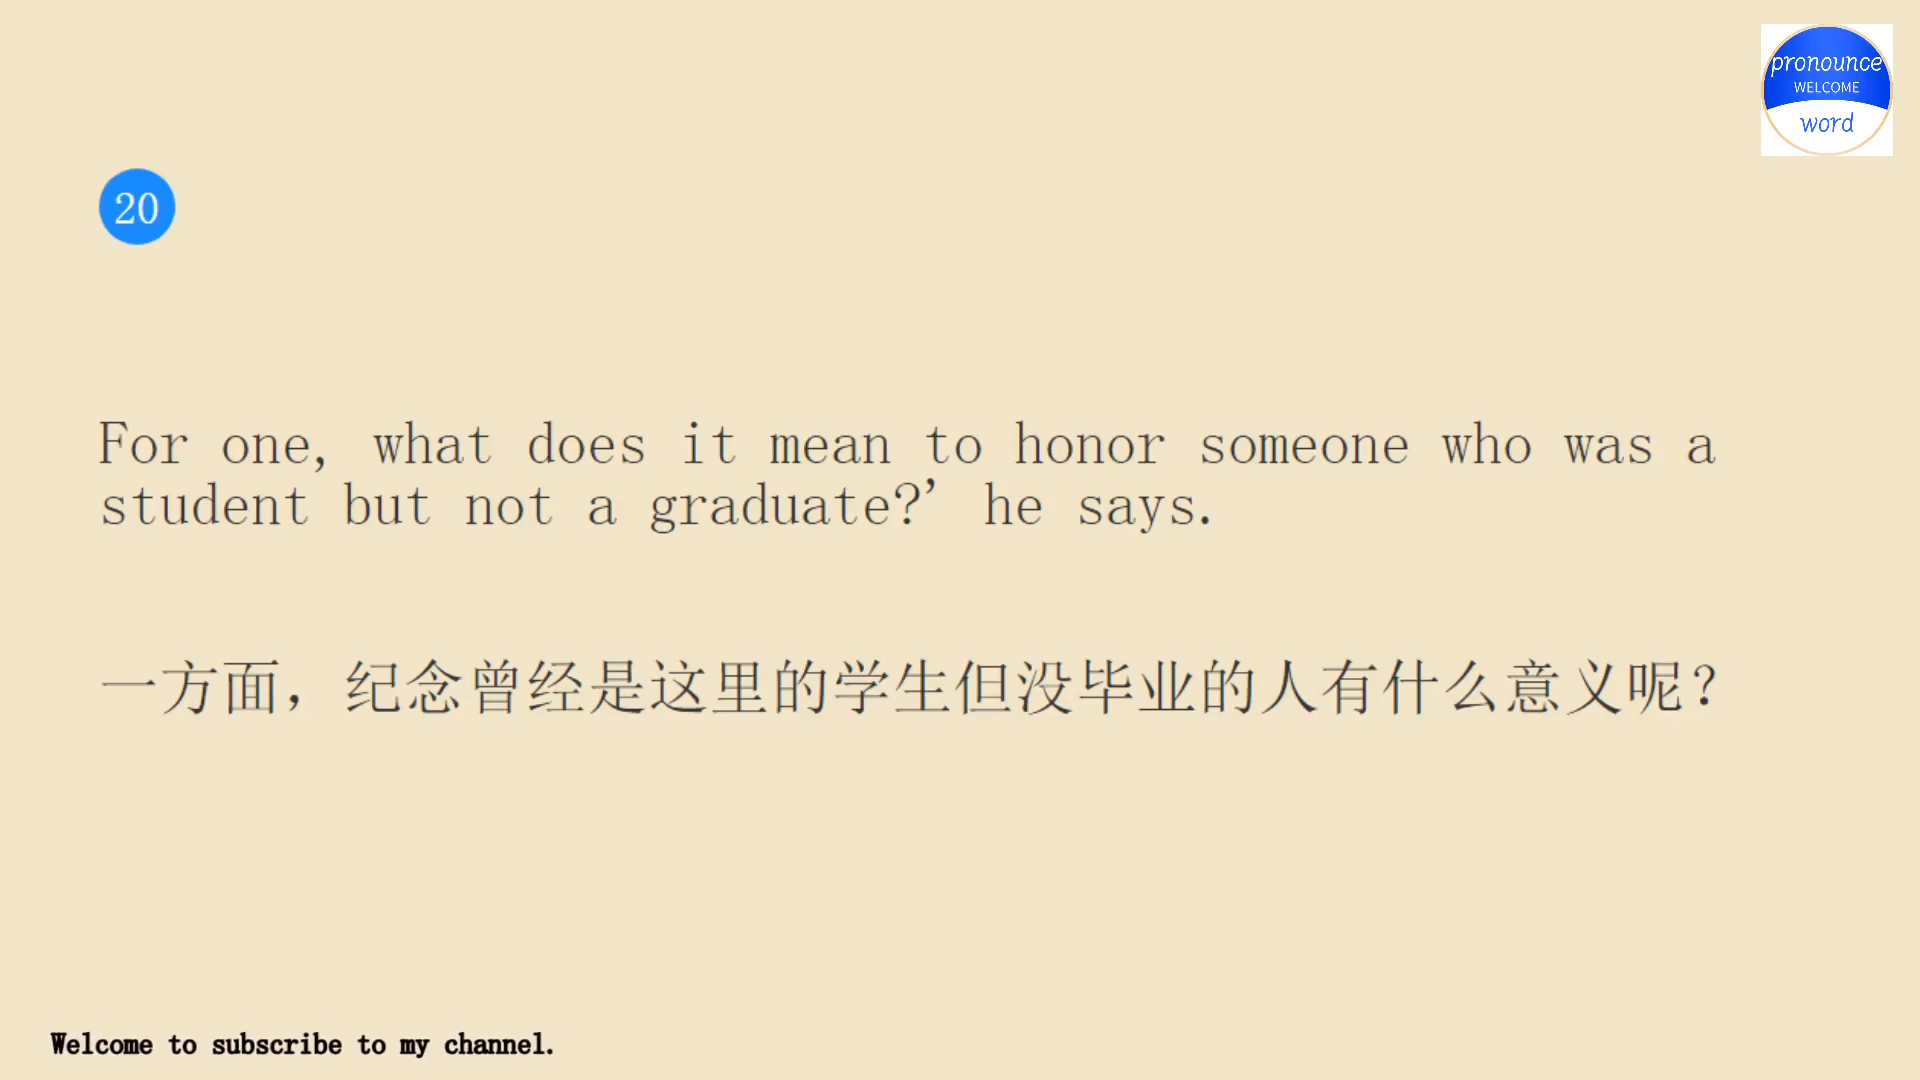 pronounce
WELCOME
word
20
For one, what does it mean to honor someone who was a
student but not a graduate?’ he says.
一方面，纪念曾经是这里的学生但没毕业的人有什么意义呢？
Welcome to subscribe to my channel.